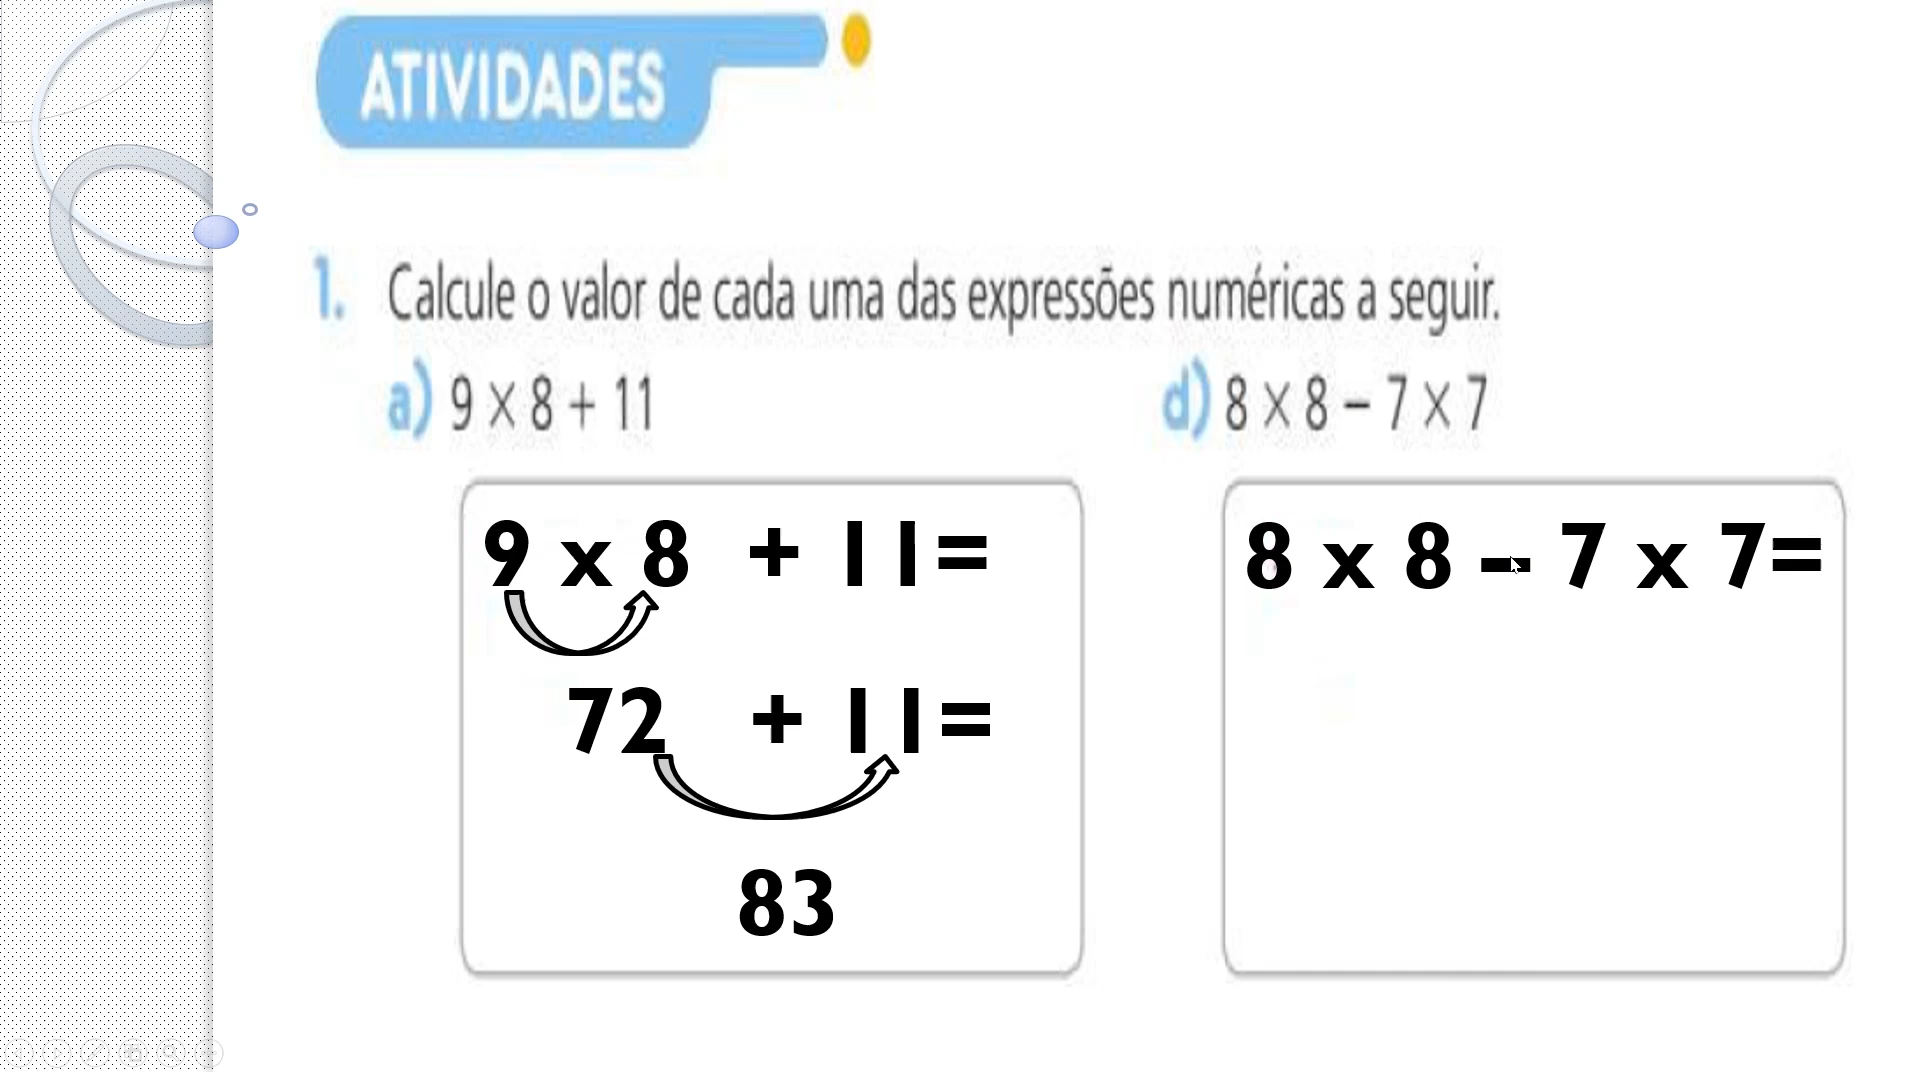 ATIVIDADES
1. Calcule o valor de cada uma das expressões numéricas a seguir.
a) 9 × 8 + 11
d) 8 × 8 – 7 × 7
9 x 8 + 11=
72 + 11=
83
8 x 8 – 7 x 7=